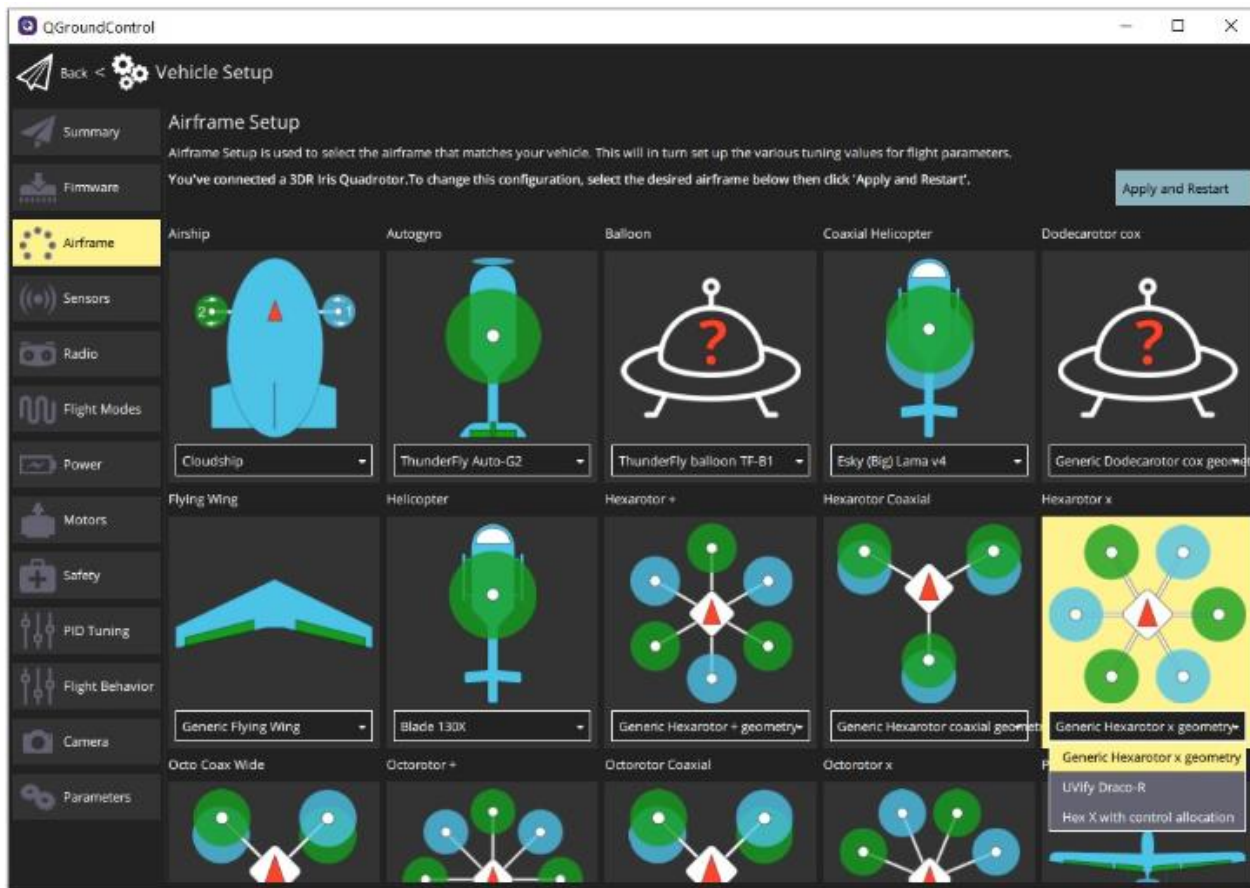 QGroundControl
Back < Vehicle Setup
Summary
Firmware
Airframe
Sensors
Radio
Flight Modes
Power
Motors
Safety
PID Tuning
Flight Behavior
Camera
Parameters
Airframe Setup
Airframe Setup is used to select the airframe that matches your vehicle. This will in turn set up the various tuning values for flight parameters.
You've connected a 3DR Iris Quadrotor.To change this configuration, select the desired airframe below then click 'Apply and Restart'.
Apply and Restart
Airship
Autogyro
Balloon
Coaxial Helicopter
Dodecarotor cox
2
1
?
?
Cloudship
ThunderFly Auto-G2
ThunderFly balloon TF-B1
Esky (Big) Lama v4
Generic Dodecarotor cox geomet
Flying Wing
Helicopter
Hexarotor +
Hexarotor Coaxial
Hexarotor x
Generic Flying Wing
Blade 130X
Generic Hexarotor + geometry
Generic Hexarotor coaxial geomet
Generic Hexarotor x geometry
Generic Hexarotor x geometry
UVify Draco-R
Hex X with control allocation
Octo Coax Wide
Octorotor +
Octorotor Coaxial
Octorotor x